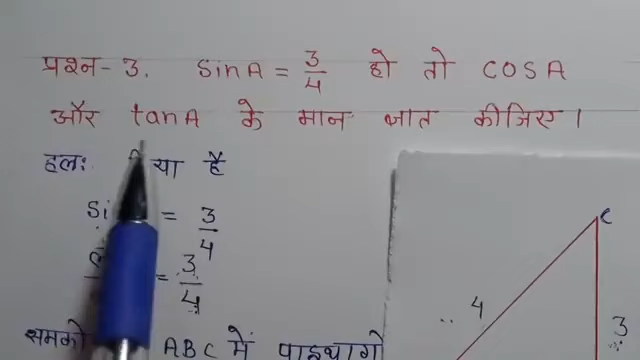 प्रश्न-3. sinA = 3/4 हो तो COSA
और tanA के मान ज्ञात कीजिए।
हलः है
= 3/4
= 3/4
ABC में पाइथागो
C
4
3